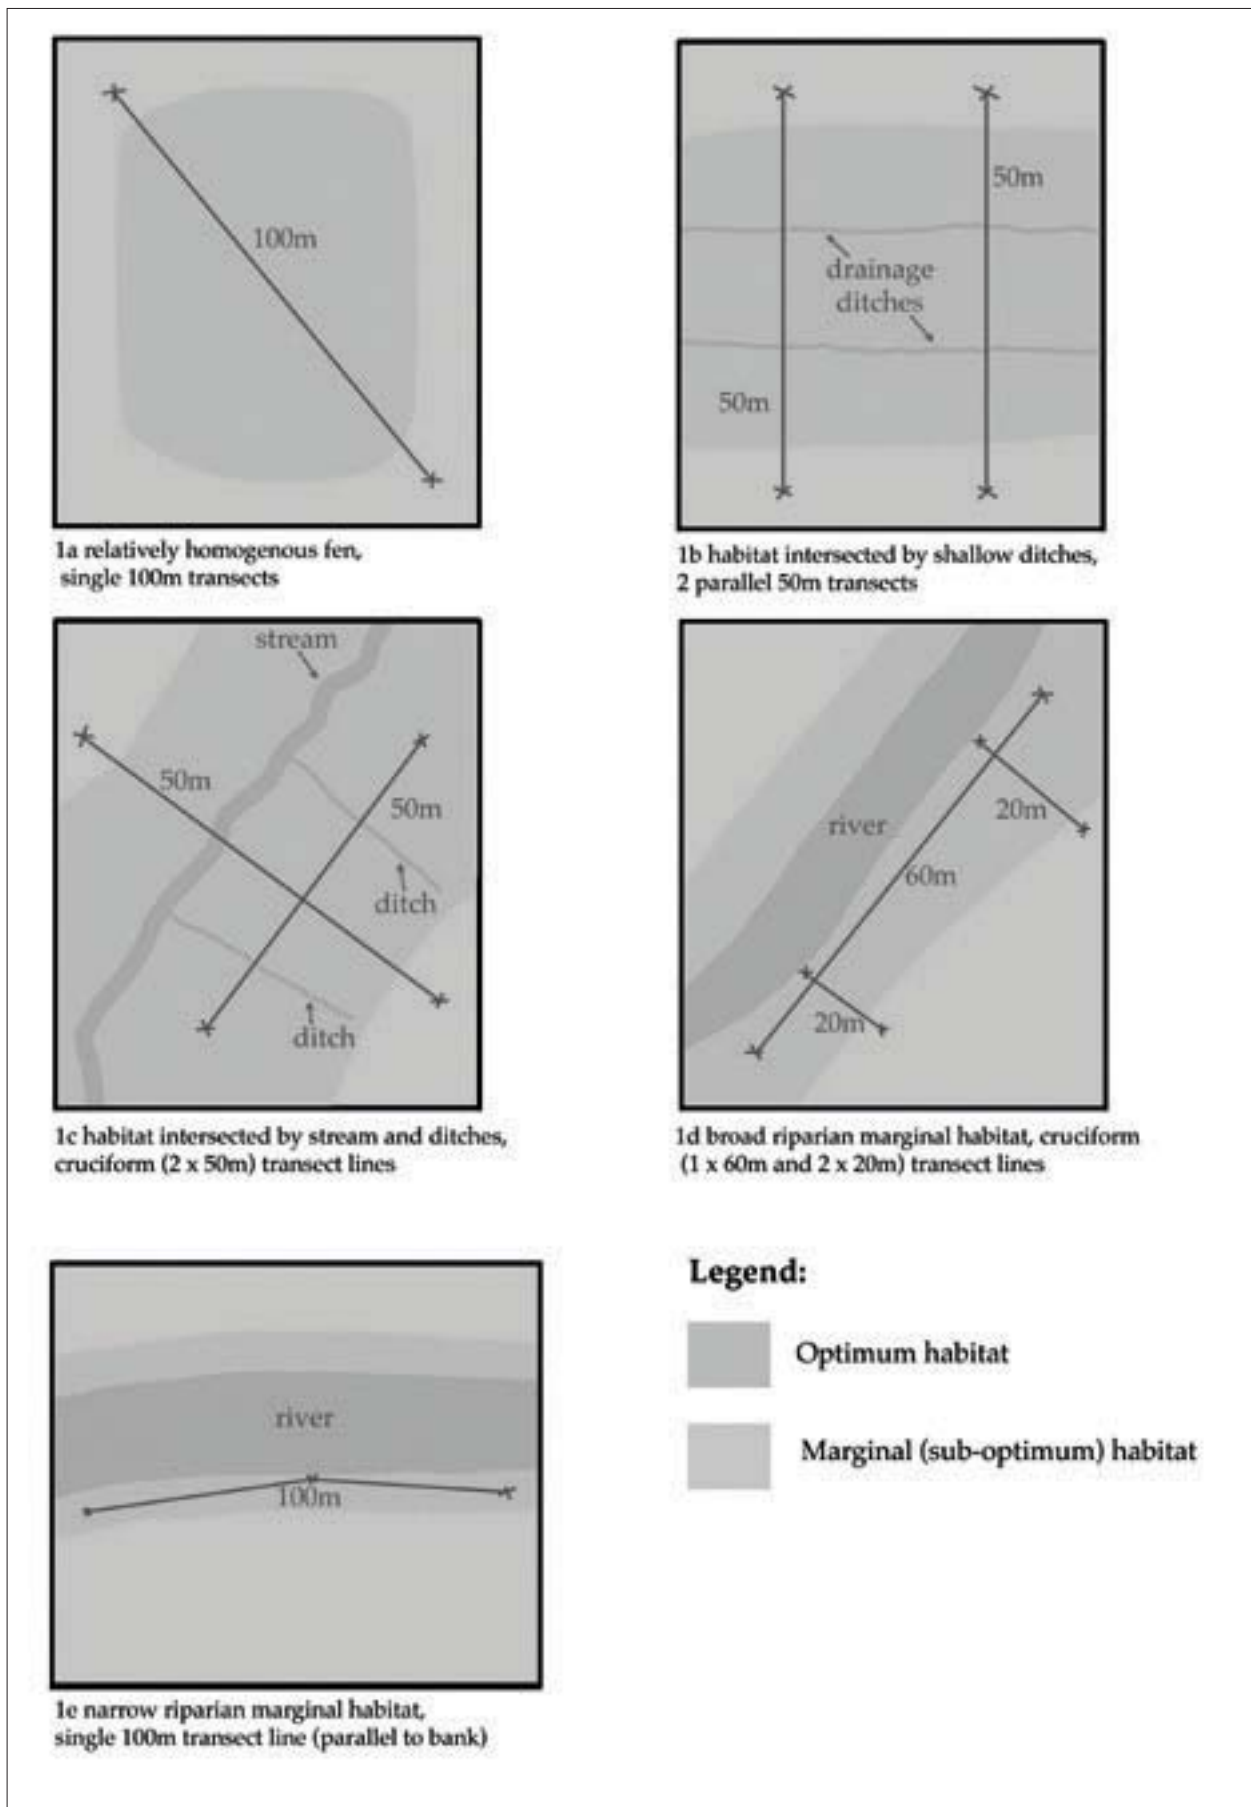 100m
1a relatively homogenous fen,
single 100m transects
50m
drainage
ditches
50m
1b habitat intersected by shallow ditches,
2 parallel 50m transects
stream
50m
50m
ditch
ditch
1c habitat intersected by stream and ditches,
cruciform (2 x 50m) transect lines
river
20m
60m
20m
1d broad riparian marginal habitat, cruciform
(1 x 60m and 2 x 20m) transect lines
river
100m
1e narrow riparian marginal habitat,
single 100m transect line (parallel to bank)
Legend:
Optimum habitat
Marginal (sub-optimum) habitat